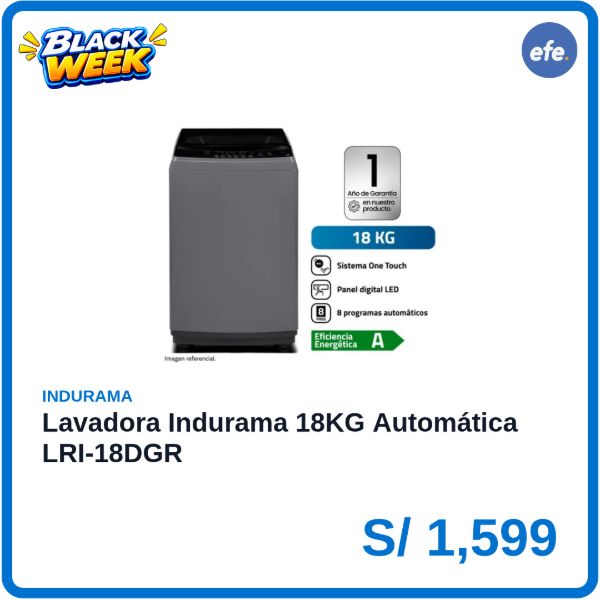 BLACK
WEEK
efe.
1
Año de Garantía
en nuestro
producto
18 KG
Sistema One Touch
Panel digital LED
8
8 programas automáticos
Eficiencia
Energética A
Imagen referencial.
INDURAMA
Lavadora Indurama 18KG Automática
LRI-18DGR
S/ 1,599